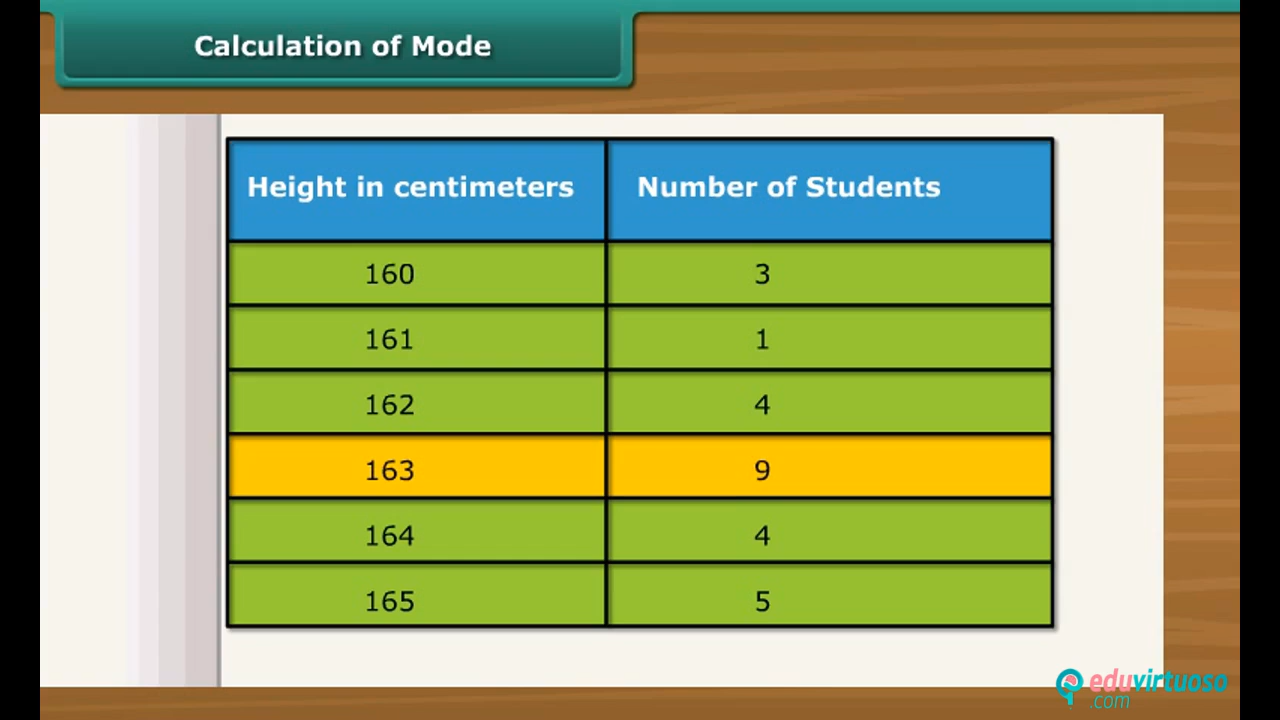 Calculation of Mode
Height in centimeters Number of Students
160 3
161 1
162 4
163 9
164 4
165 5
eduvirtuoso
.com